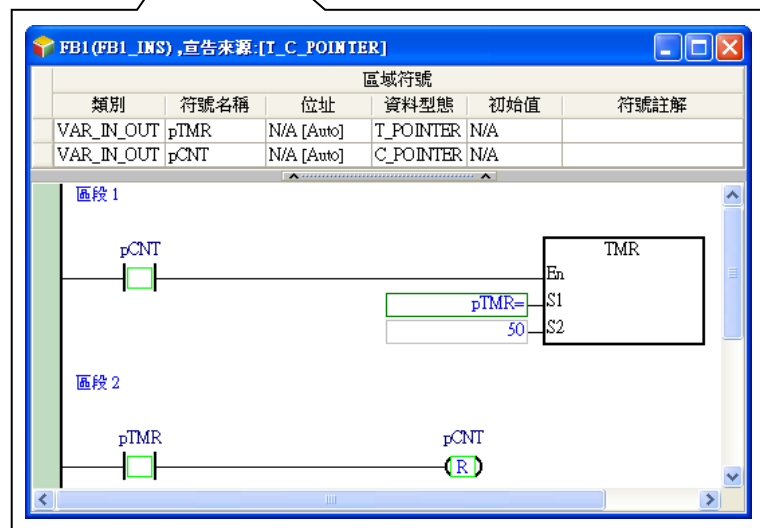 FB1(FB1_INS) ,宣告來源:[T_C_POINTER]
區域符號
類別 符號名稱 位址 資料型態 初始值 符號註解
VAR_IN_OUT pTMR N/A [Auto] T_POINTER N/A
VAR_IN_OUT pCNT N/A [Auto] C_POINTER N/A
區段 1
pCNT TMR
En
pTMR= S1
50 S2
區段 2
pTMR pCNT
R